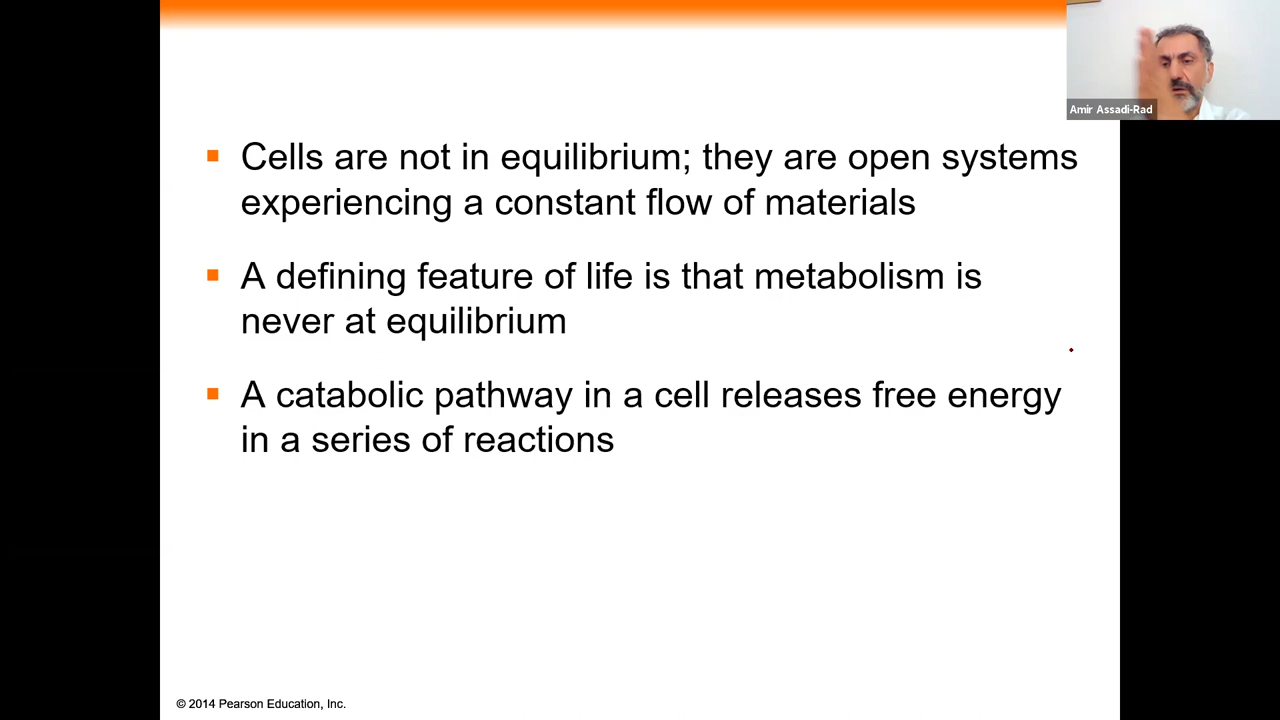 Amir Assadi-Rad
Cells are not in equilibrium; they are open systems
experiencing a constant flow of materials
A defining feature of life is that metabolism is
never at equilibrium
A catabolic pathway in a cell releases free energy
in a series of reactions
© 2014 Pearson Education, Inc.